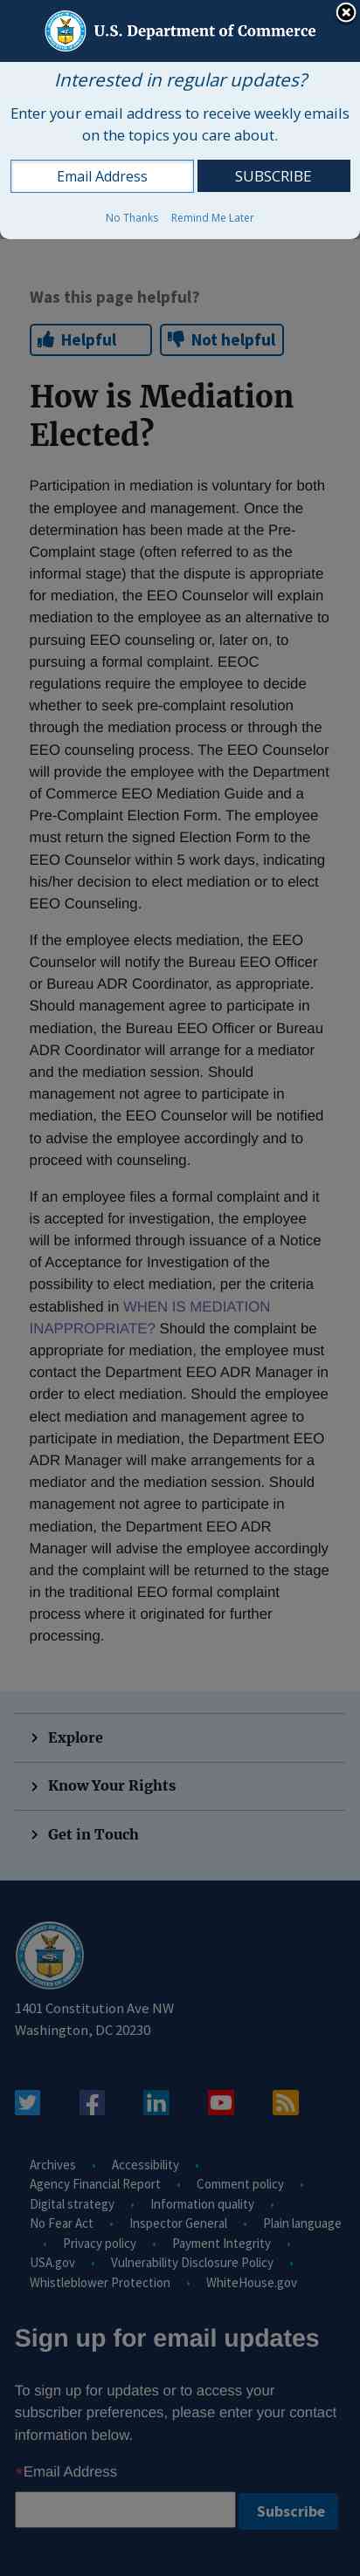 U.S. Department of Commerce
Interested in regular updates?
Enter your email address to receive weekly emails
on the topics you care about.
Email Address
SUBSCRIBE
No Thanks Remind Me Later
Was this page helpful?
Helpful Not helpful
How is Mediation
Elected?
Participation in mediation is voluntary for both
the employee and management. Once the
determination has been made at the Pre-
Complaint stage (often referred to as the
informal stage) that the dispute is appropriate
for mediation, the EEO Counselor will explain
mediation to the employee as an alternative to
pursuing EEO counseling or, later on, to
pursuing a formal complaint. EEOC
regulations require the employee to decide
whether to seek pre-complaint resolution
through the mediation process or through the
EEO counseling process. The EEO Counselor
will provide the employee with the Department
of Commerce EEO Mediation Guide and a
Pre-Complaint Election Form. The employee
must return the signed Election Form to the
EEO Counselor within 5 work days, indicating
his/her decision to elect mediation or to elect
EEO Counseling.
If the employee elects mediation, the EEO
Counselor will notify the Bureau EEO Officer
or Bureau ADR Coordinator, as appropriate.
Should management agree to participate in
mediation, the Bureau EEO Officer or Bureau
ADR Coordinator will arrange for a mediator
and the mediation session. Should
management not agree to participate in
mediation, the EEO Counselor will be notified
to advise the employee accordingly and to
proceed with counseling.
If an employee files a formal complaint and it
is accepted for investigation, the employee
will be informed through issuance of a Notice
of Acceptance for Investigation of the
possibility to elect mediation, per the criteria
established in WHEN IS MEDIATION
INAPPROPRIATE? Should the complaint be
appropriate for mediation, the employee must
contact the Department EEO ADR Manager in
order to elect mediation. Should the employee
elect mediation and management agree to
participate in mediation, the Department EEO
ADR Manager will make arrangements for a
mediator and the mediation session. Should
management not agree to participate in
mediation, the Department EEO ADR
Manager will advise the employee accordingly
and the complaint will be returned to the stage
in the traditional EEO formal complaint
process where it originated for further
processing.
Explore
Know Your Rights
Get in Touch
1401 Constitution Ave NW
Washington, DC 20230
Archives • Accessibility •
Agency Financial Report • Comment policy •
Digital strategy • Information quality •
No Fear Act • Inspector General • Plain language
• Privacy policy • Payment Integrity •
USA.gov • Vulnerability Disclosure Policy •
Whistleblower Protection • WhiteHouse.gov
Sign up for email updates
To sign up for updates or to access your
subscriber preferences, please enter your contact
information below.
*Email Address
Subscribe